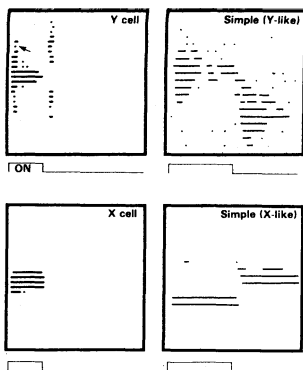 Y cell
Simple (Y-like)
ON
X cell
Simple (X-like)